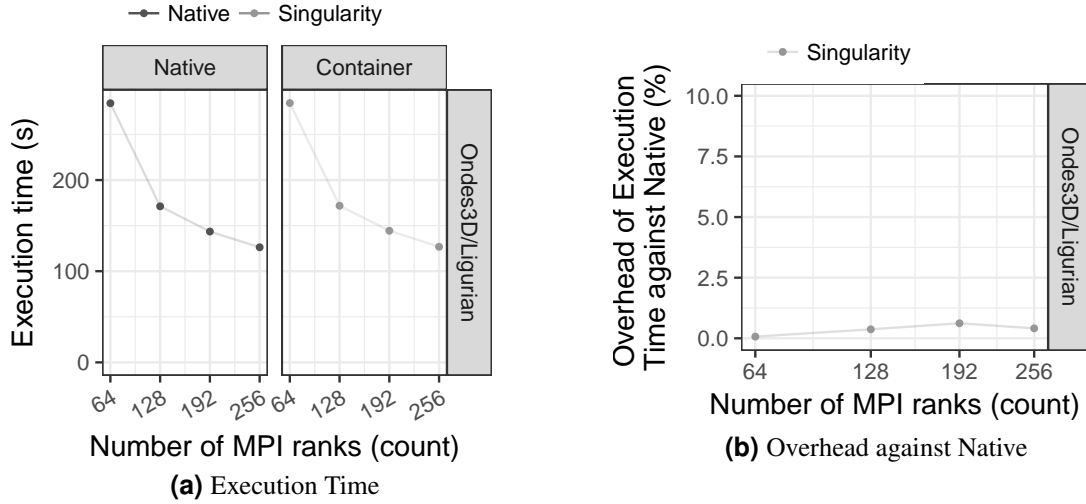 Native Singularity
Native
Container
Execution time (s)
200
100
0
Ondes3D/Ligurian
64 128 192 256
64 128 192 256
Number of MPI ranks (count)
(a) Execution Time
Singularity
Overhead of Execution
Time against Native (%)
10.0
7.5
5.0
2.5
0.0
Ondes3D/Ligurian
64 128 192 256
Number of MPI ranks (count)
(b) Overhead against Native